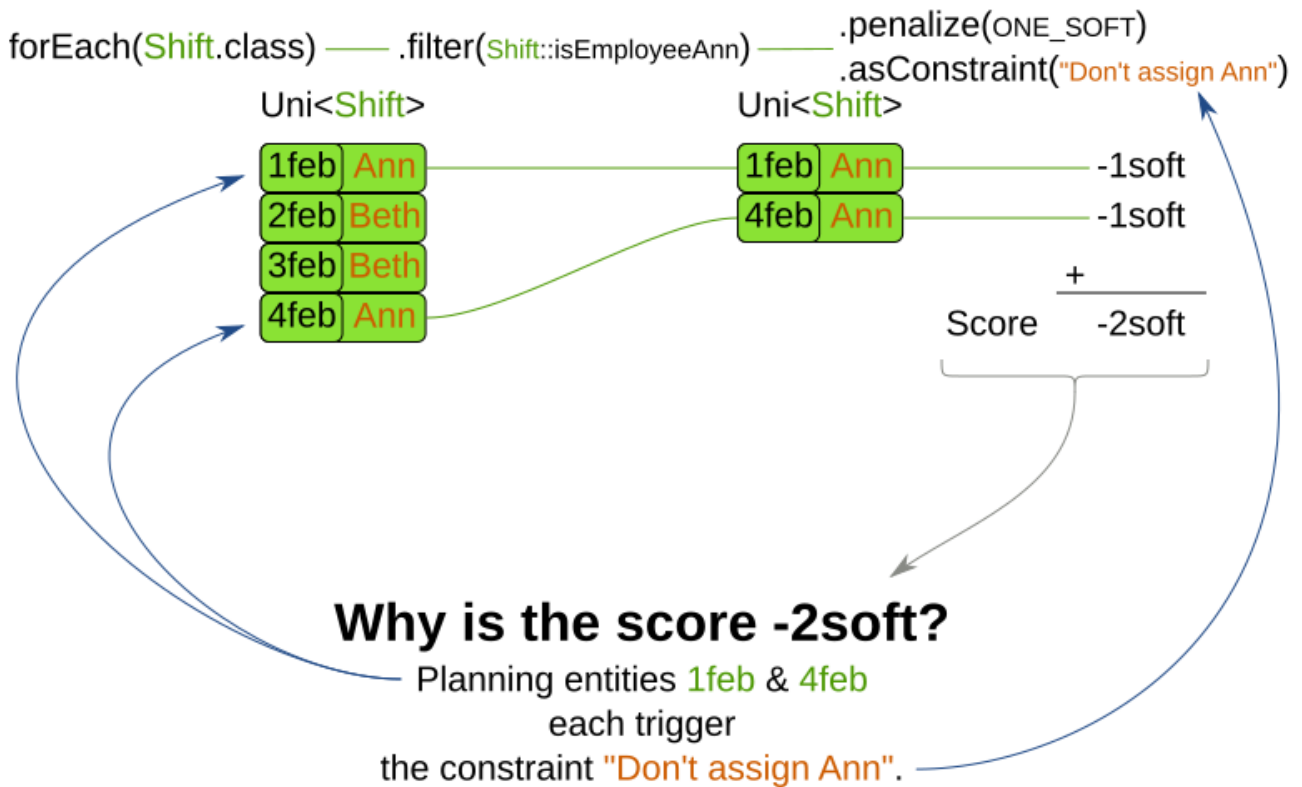 forEach(Shift.class) .filter(Shift::isEmployeeAnn) .penalize(ONE_SOFT)
.asConstraint("Don't assign Ann")
Uni<Shift> Uni<Shift>
1feb Ann 1feb Ann -1soft
2feb Beth 4feb Ann -1soft
3feb Beth +
4feb Ann Score -2soft
Why is the score -2soft?
Planning entities 1feb & 4feb
each trigger
the constraint "Don't assign Ann".